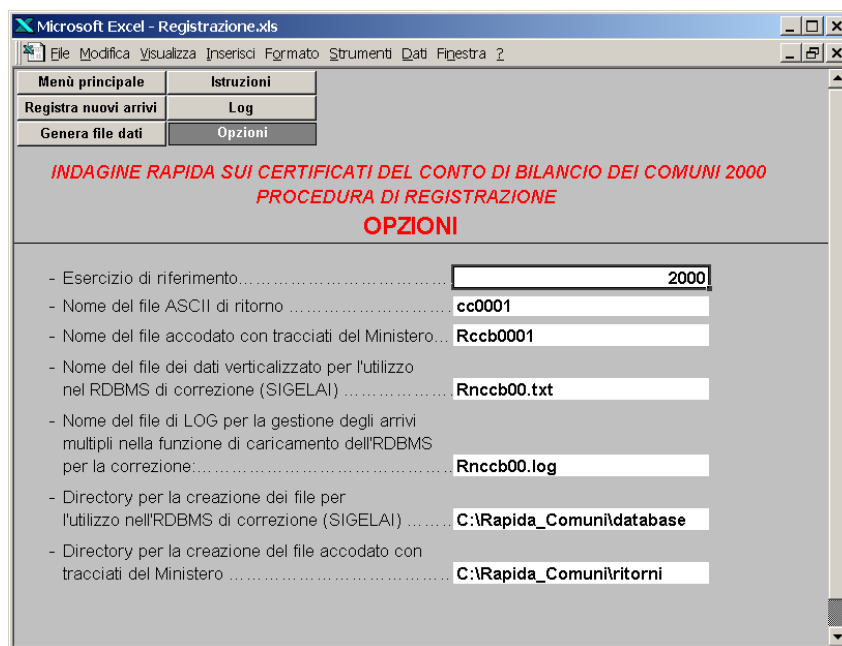 Microsoft Excel - Registrazione.xls
File Modifica Visualizza Inserisci Formato Strumenti Dati Finestra ?
Menù principale Istruzioni
Registra nuovi arrivi Log
Genera file dati Opzioni
INDAGINE RAPIDA SUI CERTIFICATI DEL CONTO DI BILANCIO DEI COMUNI 2000
PROCEDURA DI REGISTRAZIONE
OPZIONI
- Esercizio di riferimento.................................... 2000
- Nome del file ASCII di ritorno ........................... cc0001
- Nome del file accodato con tracciati del Ministero... Rccb0001
- Nome del file dei dati verticalizzato per l'utilizzo
nel RDBMS di correzione (SIGELAI) .................. Rnccb00.txt
- Nome del file di LOG per la gestione degli arrivi
multipli nella funzione di caricamento dell'RDBMS
per la correzione:.......................................... Rnccb00.log
- Directory per la creazione dei file per
l'utilizzo nell'RDBMS di correzione (SIGELAI) ....... C:\Rapida_Comuni\database
- Directory per la creazione del file accodato con
tracciati del Ministero .................................... C:\Rapida_Comuni\ritorni